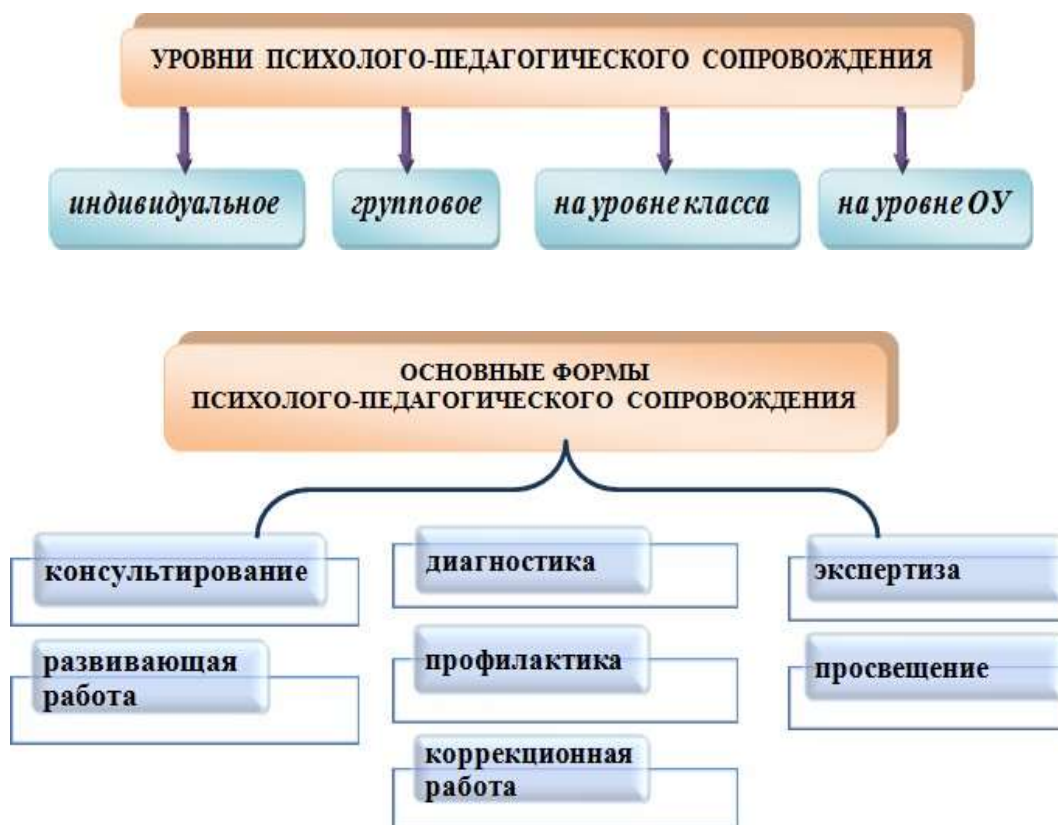 УРОВНИ ПСИХОЛОГО-ПЕДАГОГИЧЕСКОГО СОПРОВОЖДЕНИЯ
индивидуальное
групповое
на уровне класса
на уровне ОУ
ОСНОВНЫЕ ФОРМЫ
ПСИХОЛОГО-ПЕДАГОГИЧЕСКОГО СОПРОВОЖДЕНИЯ
консультирование
диагностика
экспертиза
развивающая
работа
профилактика
просвещение
коррекционная
работа